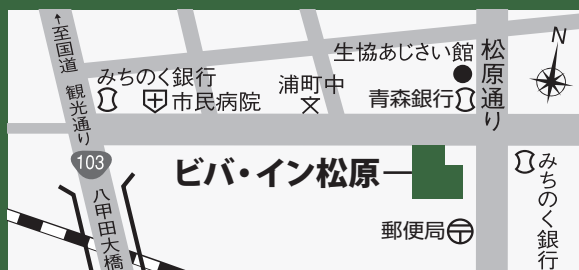 ↑至国道
観光通り
103
八甲田大橋
みちのく銀行
市民病院
浦町中
生協あじさい館
青森銀行
松原通り
N
ビバ・イン松原
郵便局
みちのく銀行